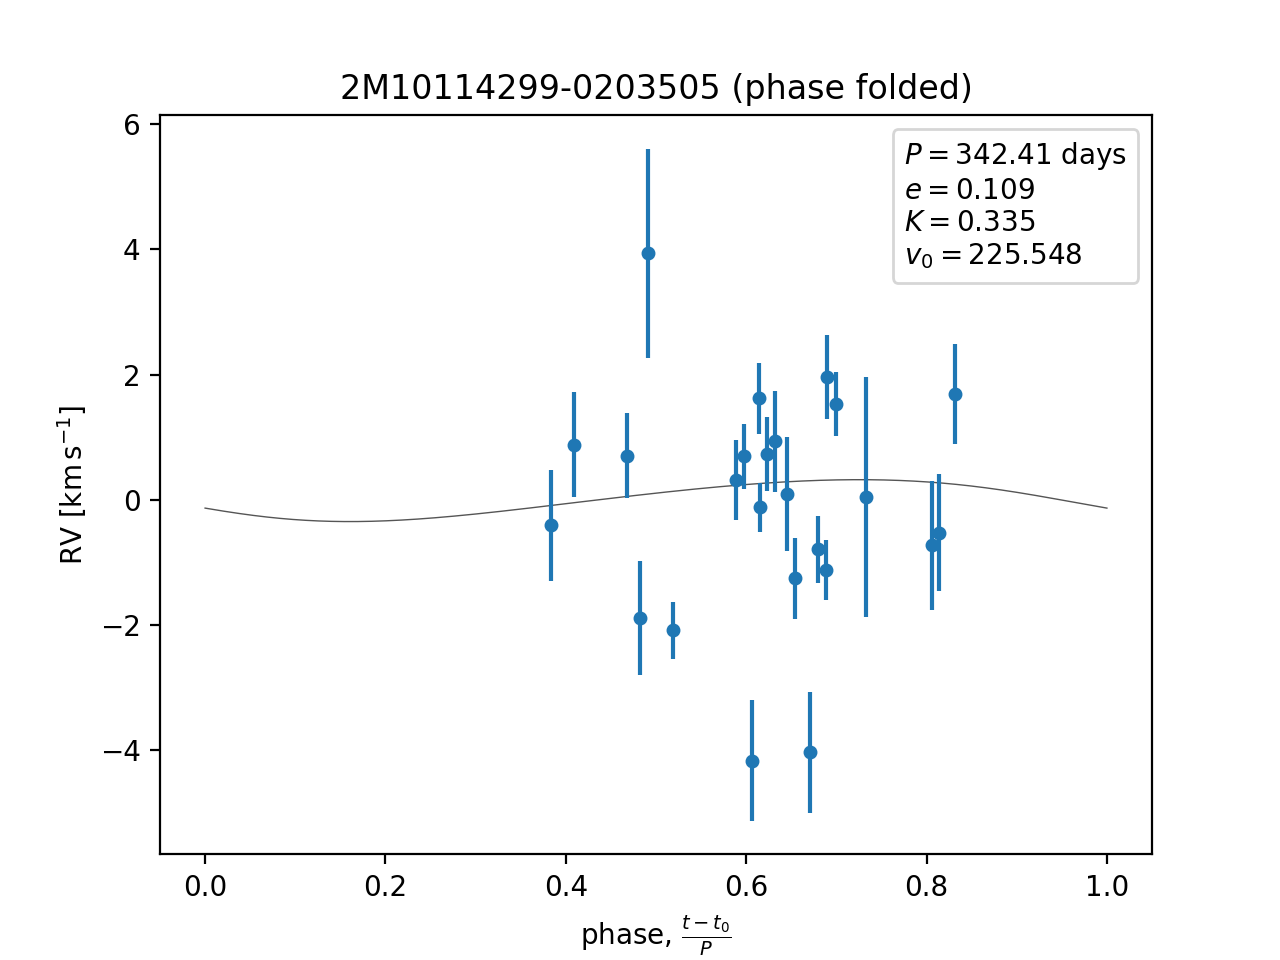 2M10114299-0203505 (phase folded)
P = 342.41 days
e = 0.109
K = 0.335
v₀ = 225.548
6
4
2
0
−2
−4
RV [km s⁻¹]
0.0 0.2 0.4 0.6 0.8 1.0
phase, (t − t₀)/P